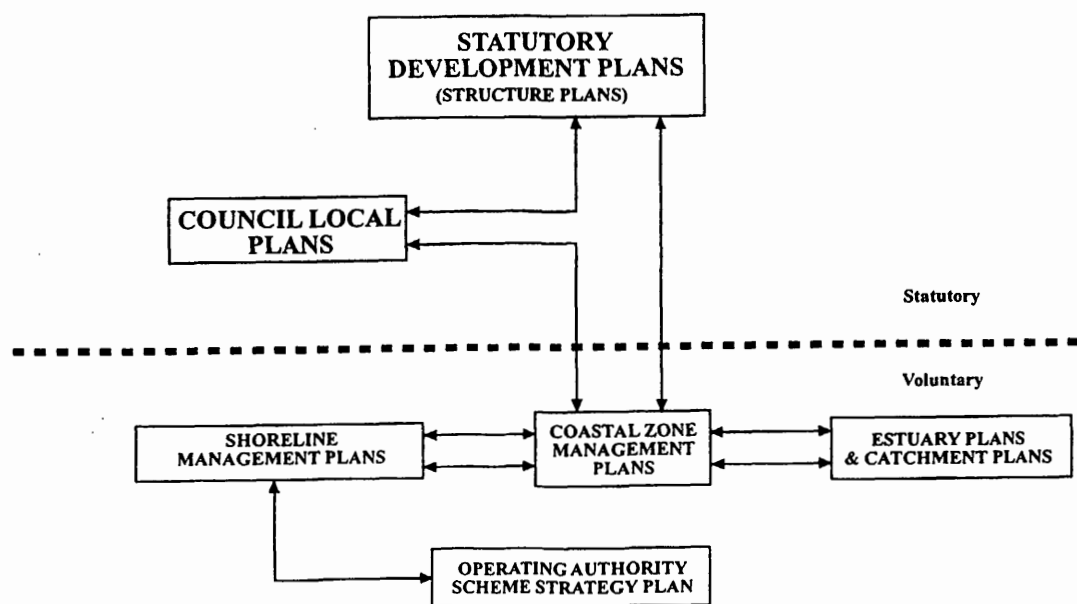 STATUTORY
DEVELOPMENT PLANS
(STRUCTURE PLANS)
COUNCIL LOCAL
PLANS
Statutory
Voluntary
SHORELINE
MANAGEMENT PLANS
COASTAL ZONE
MANAGEMENT
PLANS
ESTUARY PLANS
& CATCHMENT PLANS
OPERATING AUTHORITY
SCHEME STRATEGY PLAN